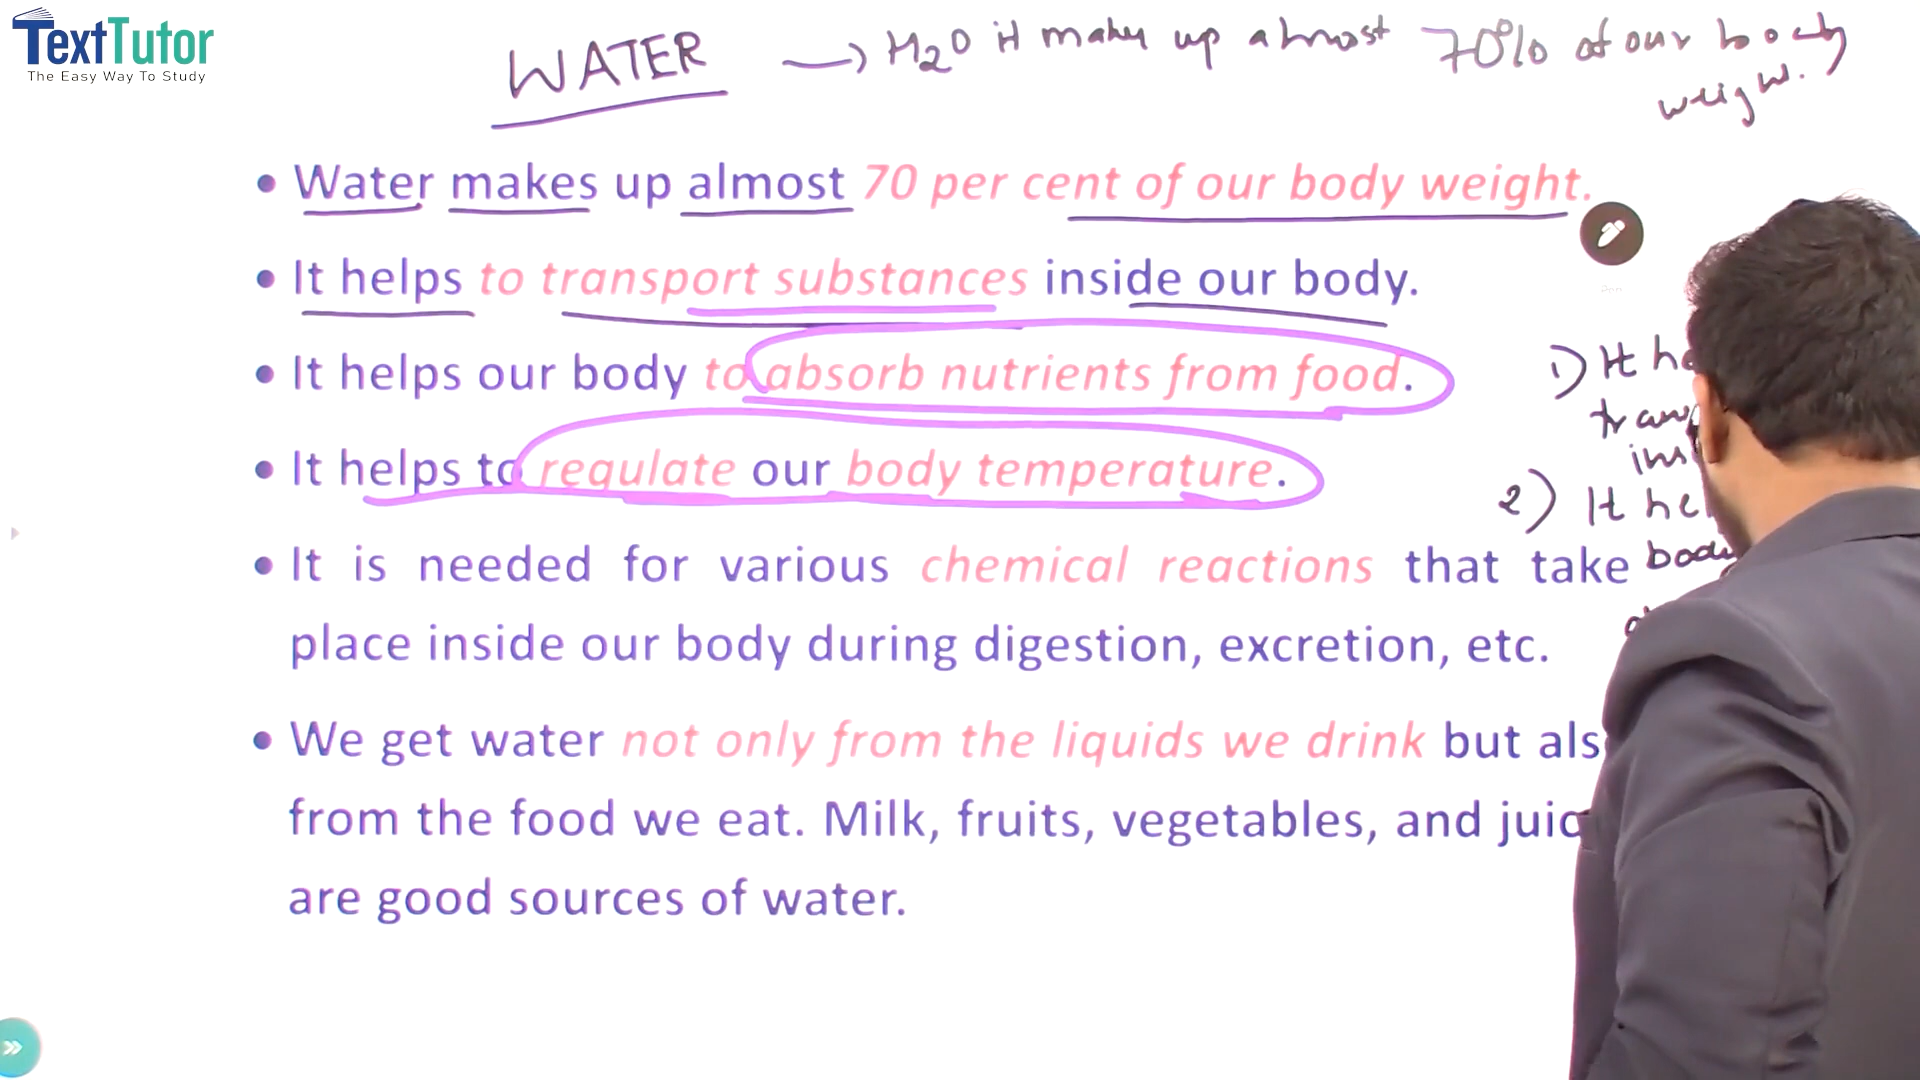 TextTutor
The Easy Way To Study
WATER → H2O it makes up almost 70% of our body
weight.
• Water makes up almost 70 per cent of our body weight.
• It helps to transport substances inside our body.
• It helps our body to absorb nutrients from food.
• It helps to regulate our body temperature.
• It is needed for various chemical reactions that take
place inside our body during digestion, excretion, etc.
• We get water not only from the liquids we drink but als
from the food we eat. Milk, fruits, vegetables, and juic
are good sources of water.
1) It he
trans
ins
2) It hel
body